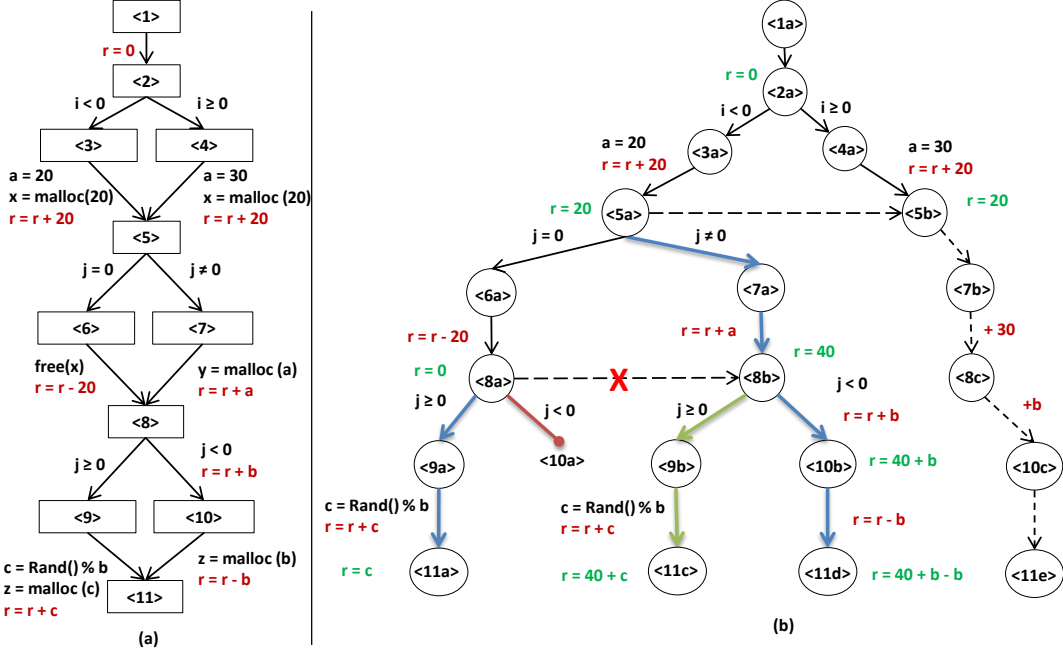 <1>
r = 0
<2>
i < 0
i ≥ 0
<3>
<4>
a = 20
x = malloc(20)
r = r + 20
a = 30
x = malloc (20)
r = r + 20
<5>
j = 0
j ≠ 0
<6>
<7>
free(x)
r = r - 20
y = malloc (a)
r = r + a
<8>
j ≥ 0
j < 0
r = r + b
<9>
<10>
c = Rand() % b
z = malloc (c)
r = r + c
z = malloc (b)
r = r - b
<11>
(a)
<1a>
r = 0
<2a>
i < 0
i ≥ 0
<3a>
<4a>
a = 20
r = r + 20
a = 30
r = r + 20
r = 20
<5a>
<5b>
r = 20
j = 0
j ≠ 0
<6a>
<7a>
<7b>
r = r - 20
r = r + a
+ 30
r = 0
<8a>
X
<8b>
r = 40
<8c>
j ≥ 0
j < 0
j ≥ 0
j < 0
r = r + b
+b
<9a>
<10a>
<9b>
<10b>
r = 40 + b
<10c>
c = Rand() % b
r = r + c
c = Rand() % b
r = r + c
r = r - b
r = c
<11a>
r = 40 + c
<11c>
<11d>
r = 40 + b - b
<11e>
(b)